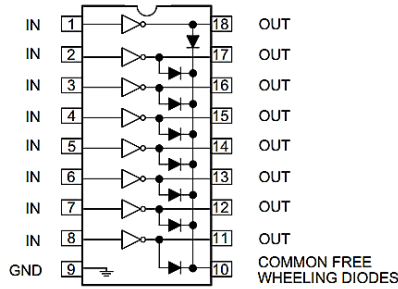 IN 1 18 OUT
IN 2 17 OUT
IN 3 16 OUT
IN 4 15 OUT
IN 5 14 OUT
IN 6 13 OUT
IN 7 12 OUT
IN 8 11 OUT
GND 9 10 COMMON FREE
WHEELING DIODES